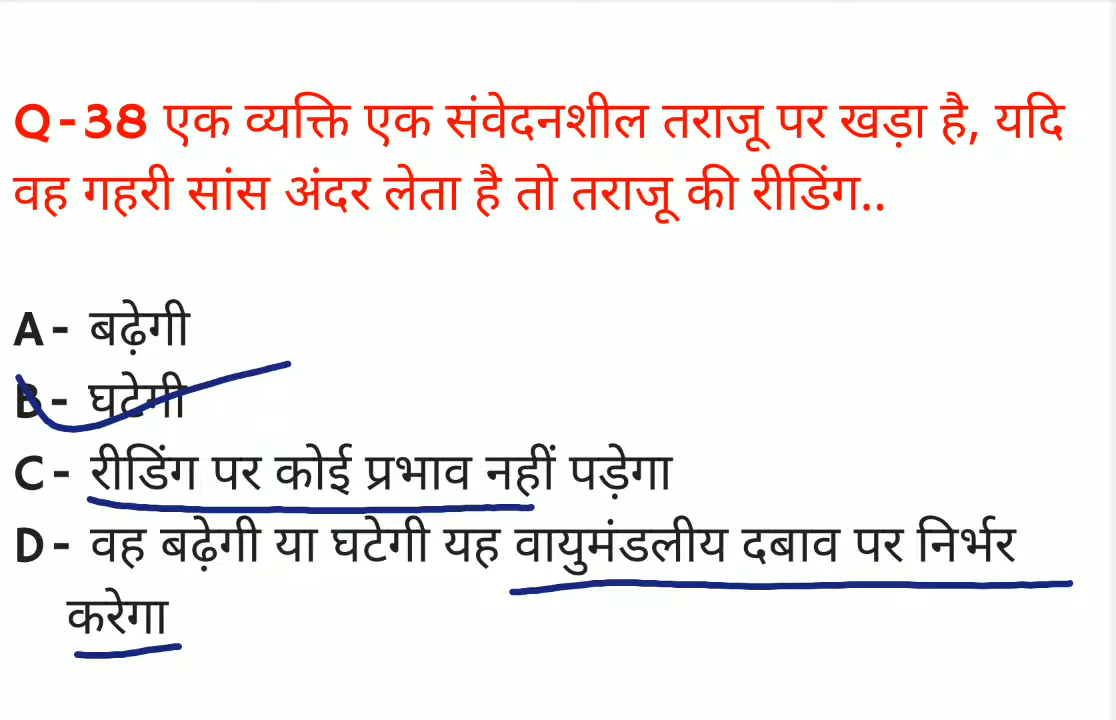 Q-38 एक व्यक्ति एक संवेदनशील तराजू पर खड़ा है, यदि
वह गहरी सांस अंदर लेता है तो तराजू की रीडिंग..
A- बढ़ेगी
B- घटेगी
C- रीडिंग पर कोई प्रभाव नहीं पड़ेगा
D- वह बढ़ेगी या घटेगी यह वायुमंडलीय दबाव पर निर्भर
करेगा